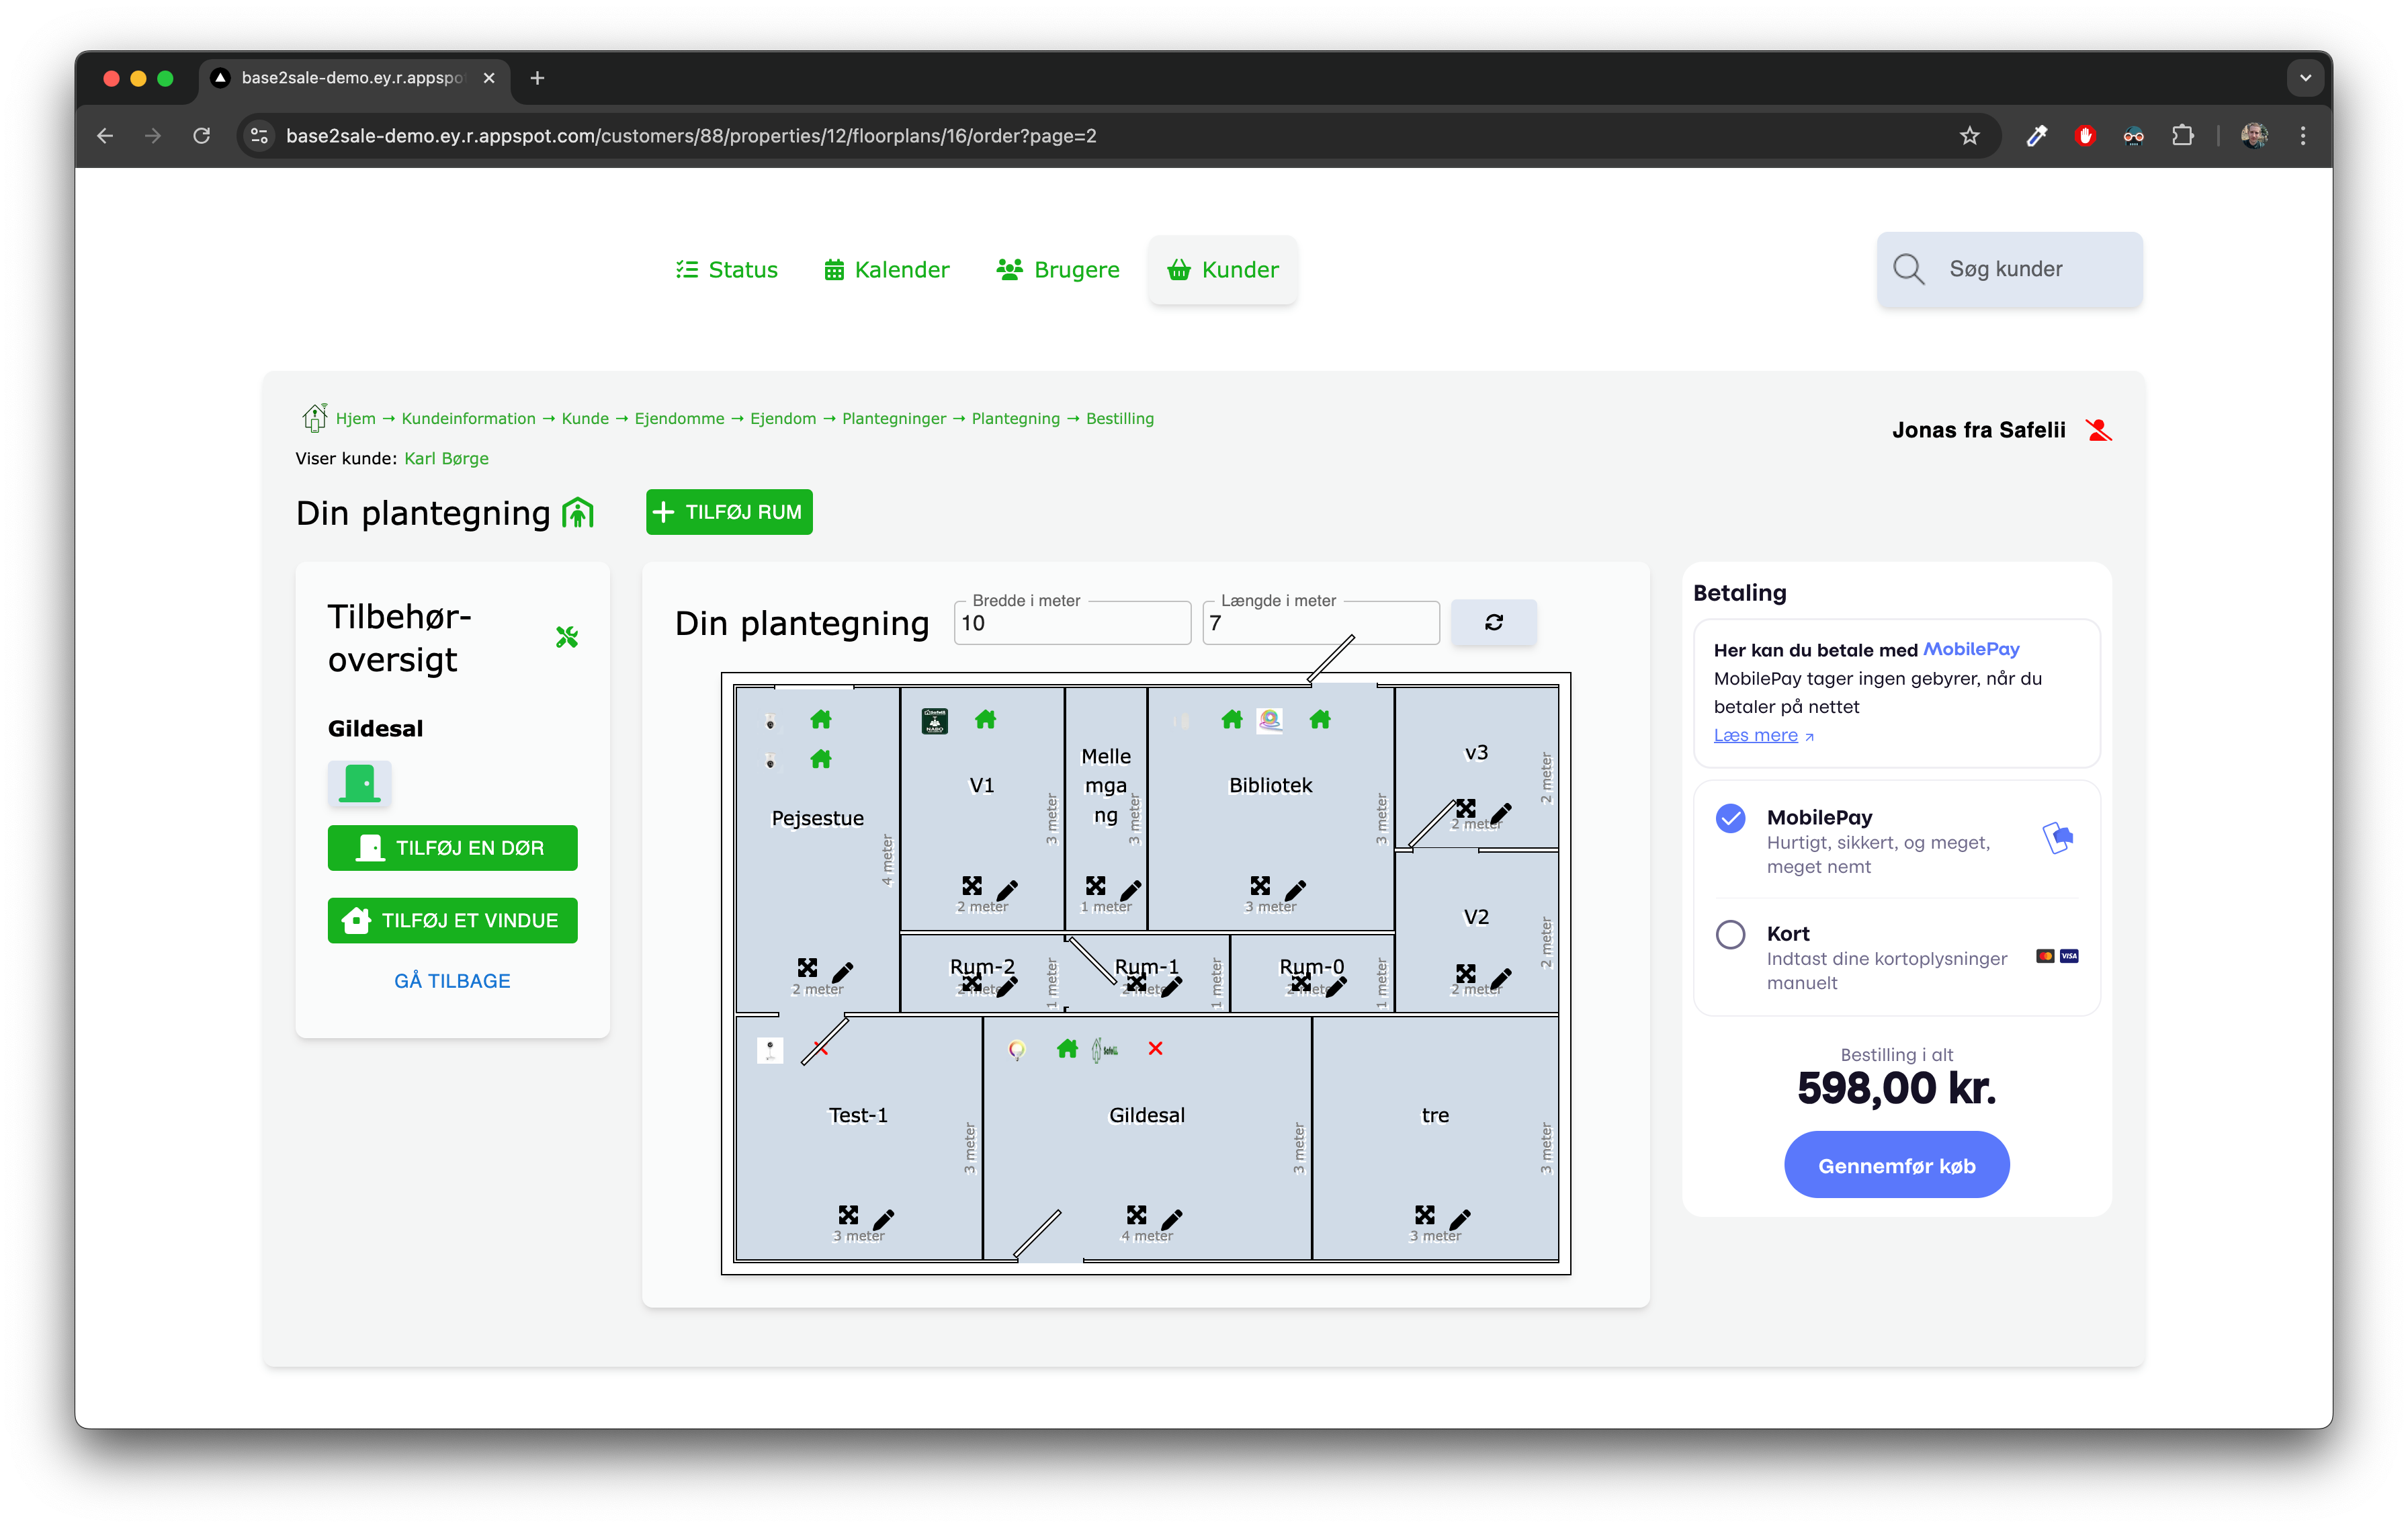 base2sale-demo.ey.r.appspo
base2sale-demo.ey.r.appspot.com/customers/88/properties/12/floorplans/16/order?page=2
Status
Kalender
Brugere
Kunder
Søg kunder
Hjem → Kundeinformation → Kunde → Ejendomme → Ejendom → Plantegninger → Plantegning → Bestilling
Jonas fra Safelii
Viser kunde: Karl Børge
Din plantegning
TILFØJ RUM
Tilbehør-
oversigt
Gildesal
TILFØJ EN DØR
TILFØJ ET VINDUE
GÅ TILBAGE
Din plantegning
Bredde i meter
10
Længde i meter
7
Pejsestue
4 meter
2 meter
V1
3 meter
2 meter
Melle
mga
ng
3 meter
1 meter
Bibliotek
3 meter
3 meter
v3
2 meter
2 meter
V2
2 meter
2 meter
Rum-2
1 meter
2 meter
Rum-1
1 meter
2 meter
Rum-0
1 meter
2 meter
Test-1
3 meter
3 meter
Gildesal
3 meter
4 meter
tre
3 meter
3 meter
Betaling
Her kan du betale med MobilePay
MobilePay tager ingen gebyrer, når du
betaler på nettet
Læs mere
MobilePay
Hurtigt, sikkert, og meget,
meget nemt
Kort
Indtast dine kortoplysninger
manuelt
VISA
Bestilling i alt
598,00 kr.
Gennemfør køb